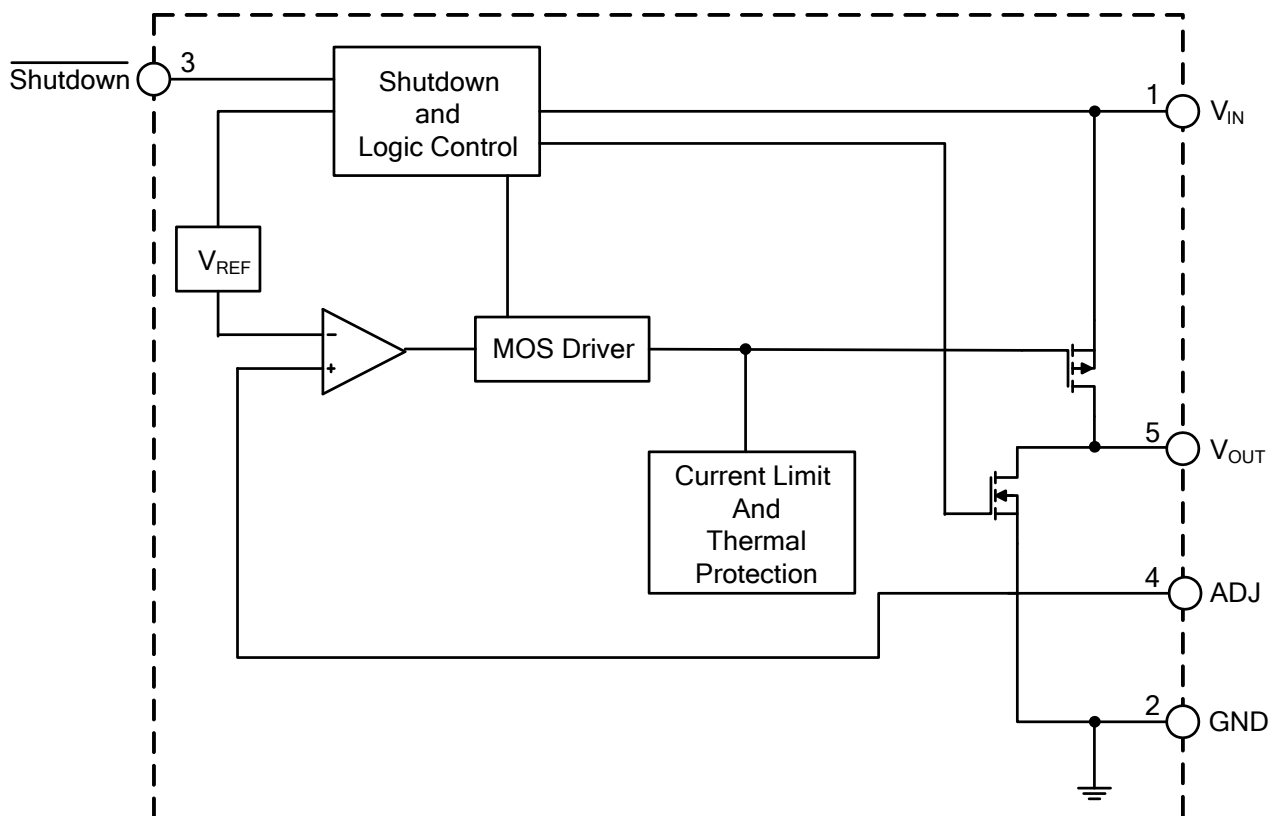 Shutdown
3
Shutdown
and
Logic Control
1
V_IN
V_REF
−
+
MOS Driver
5
V_OUT
Current Limit
And
Thermal
Protection
4
ADJ
2
GND